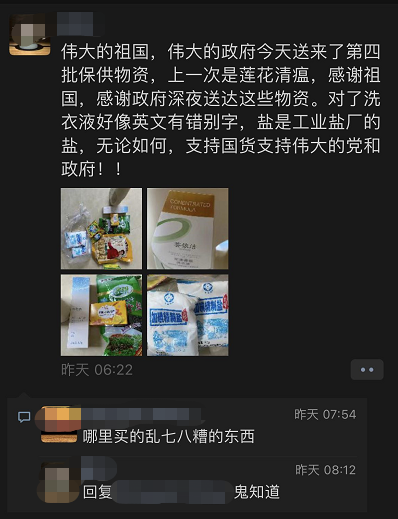 伟大的祖国，伟大的政府今天送来了第四
批保供物资，上一次是莲花清瘟，感谢祖
国，感谢政府深夜送达这些物资。对了洗
衣液好像英文有错别字，盐是工业盐厂的
盐，无论如何，支持国货支持伟大的党和
政府！！
昨天 06:22
昨天 07:54
哪里买的乱七八糟的东西
昨天 08:12
回复
鬼知道